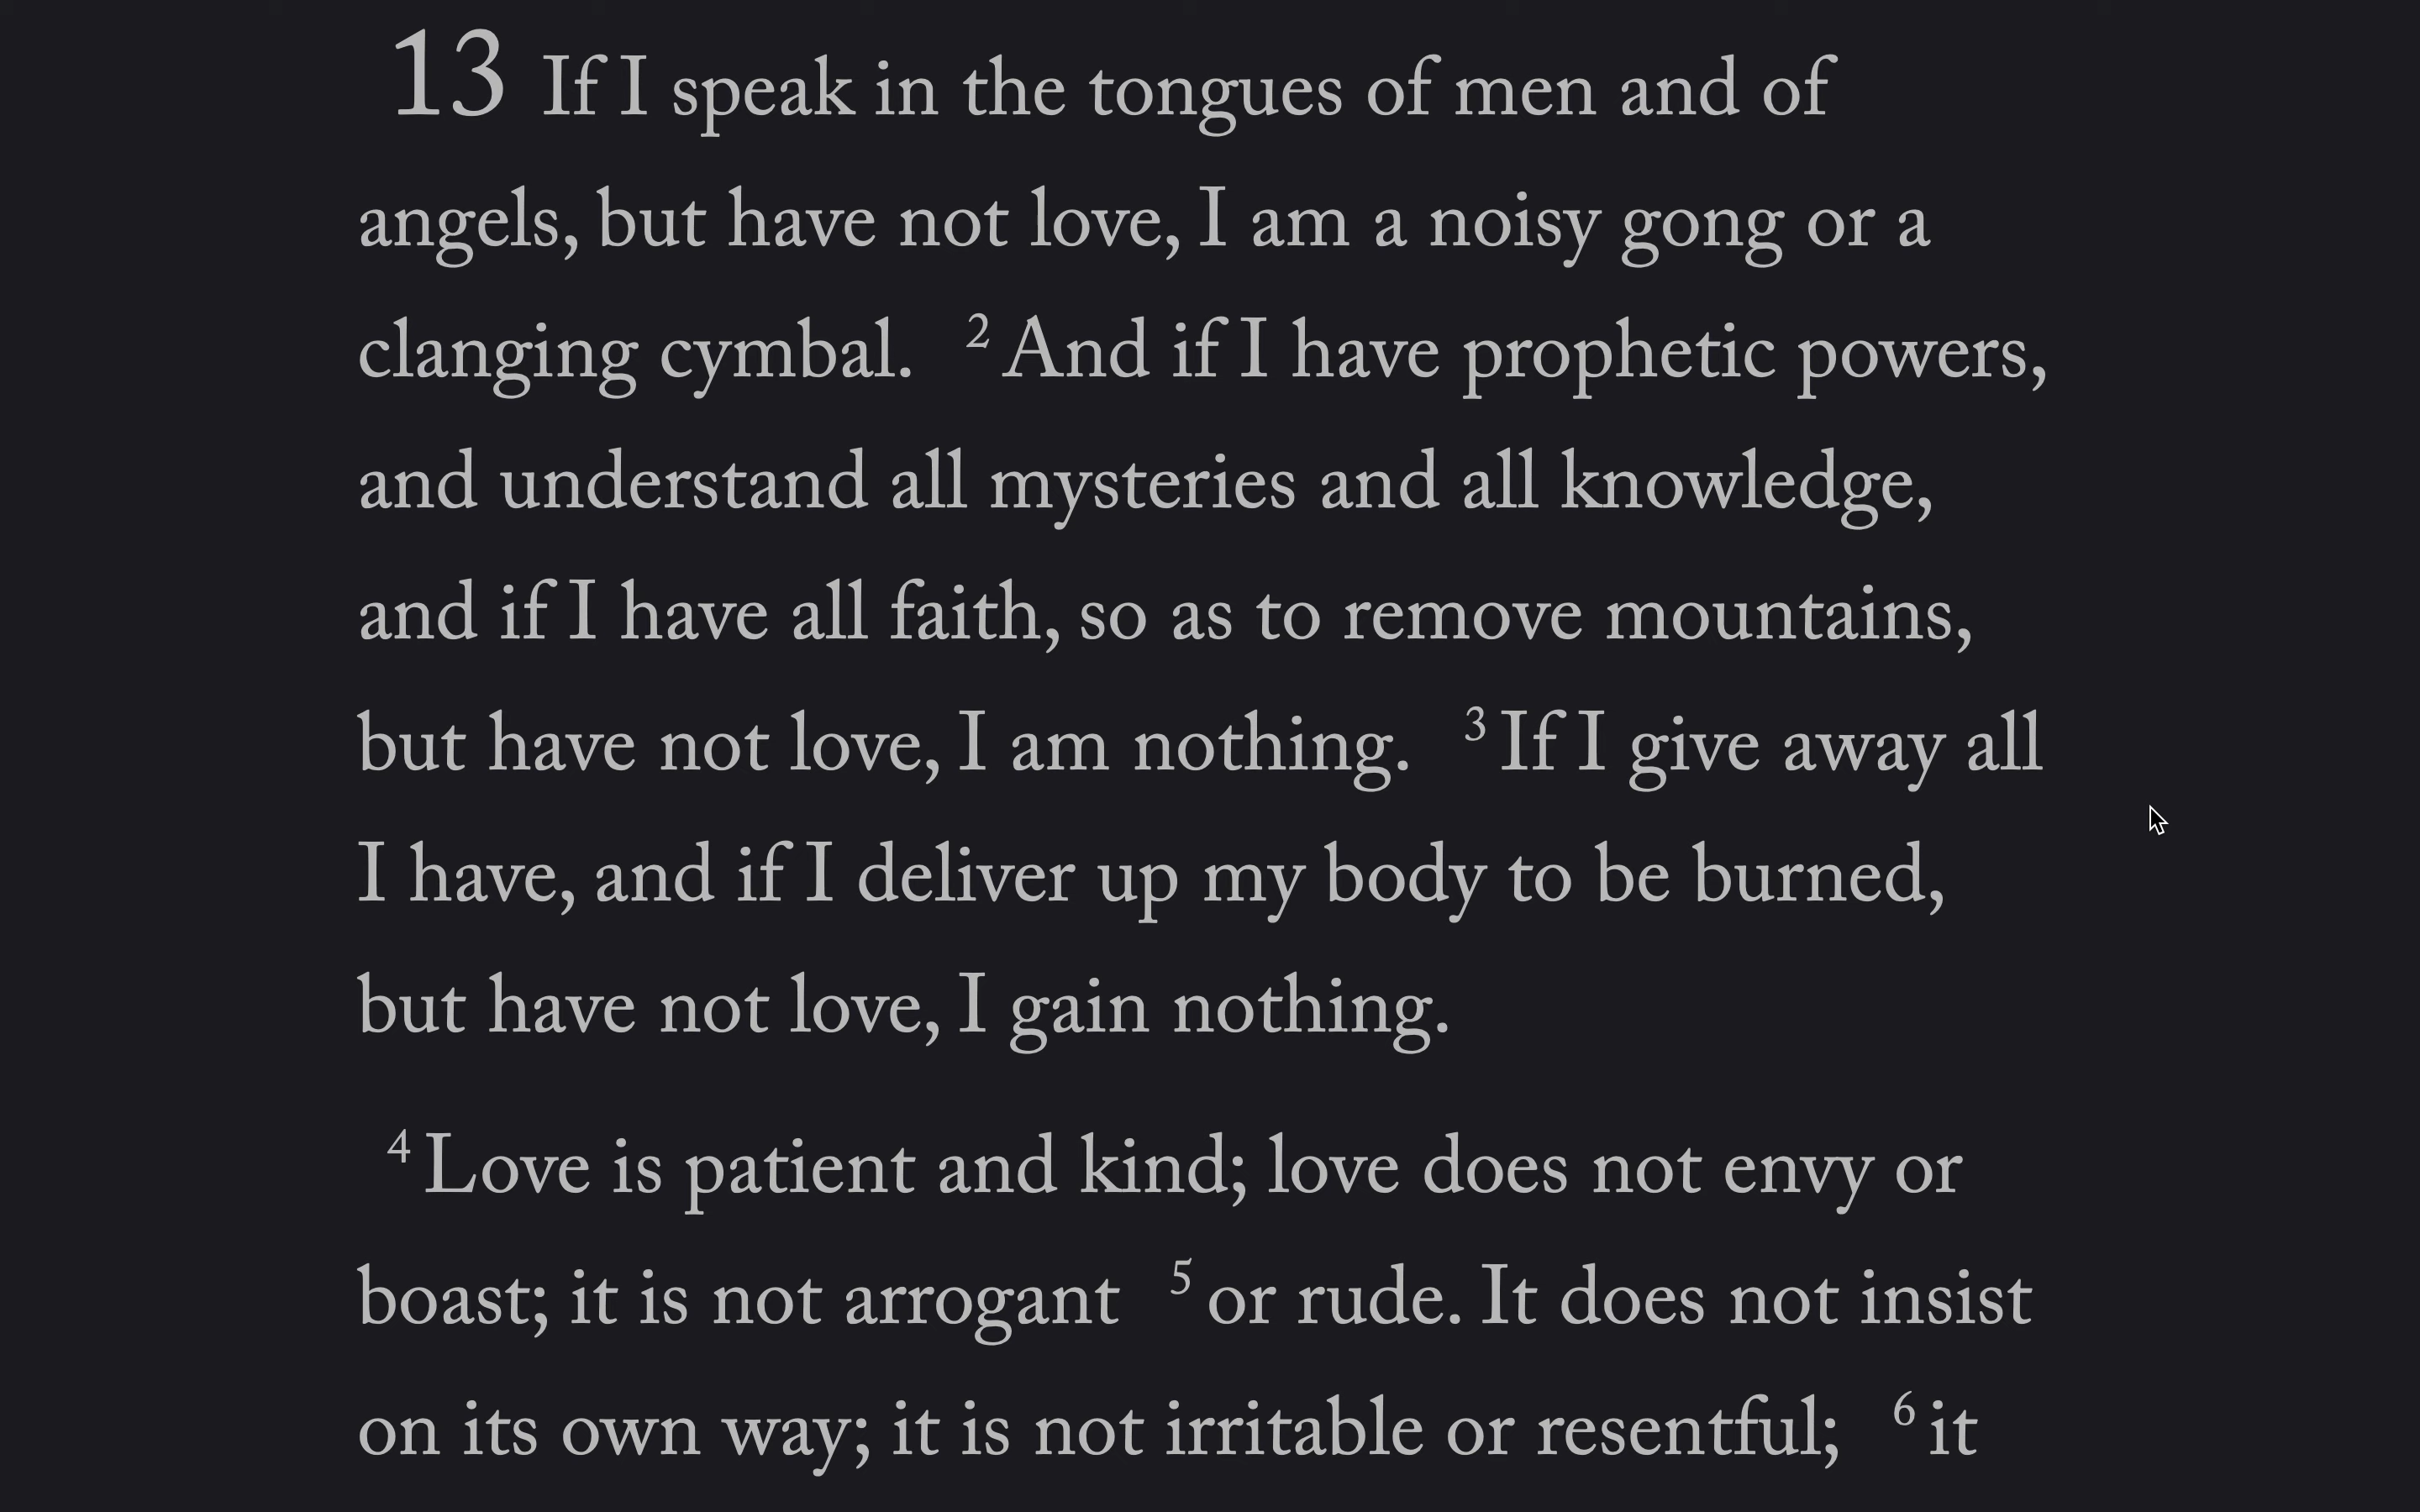 13 If I speak in the tongues of men and of
angels, but have not love, I am a noisy gong or a
clanging cymbal. 2 And if I have prophetic powers,
and understand all mysteries and all knowledge,
and if I have all faith, so as to remove mountains,
but have not love, I am nothing. 3 If I give away all
I have, and if I deliver up my body to be burned,
but have not love, I gain nothing.
4 Love is patient and kind; love does not envy or
boast; it is not arrogant 5 or rude. It does not insist
on its own way; it is not irritable or resentful; 6 it